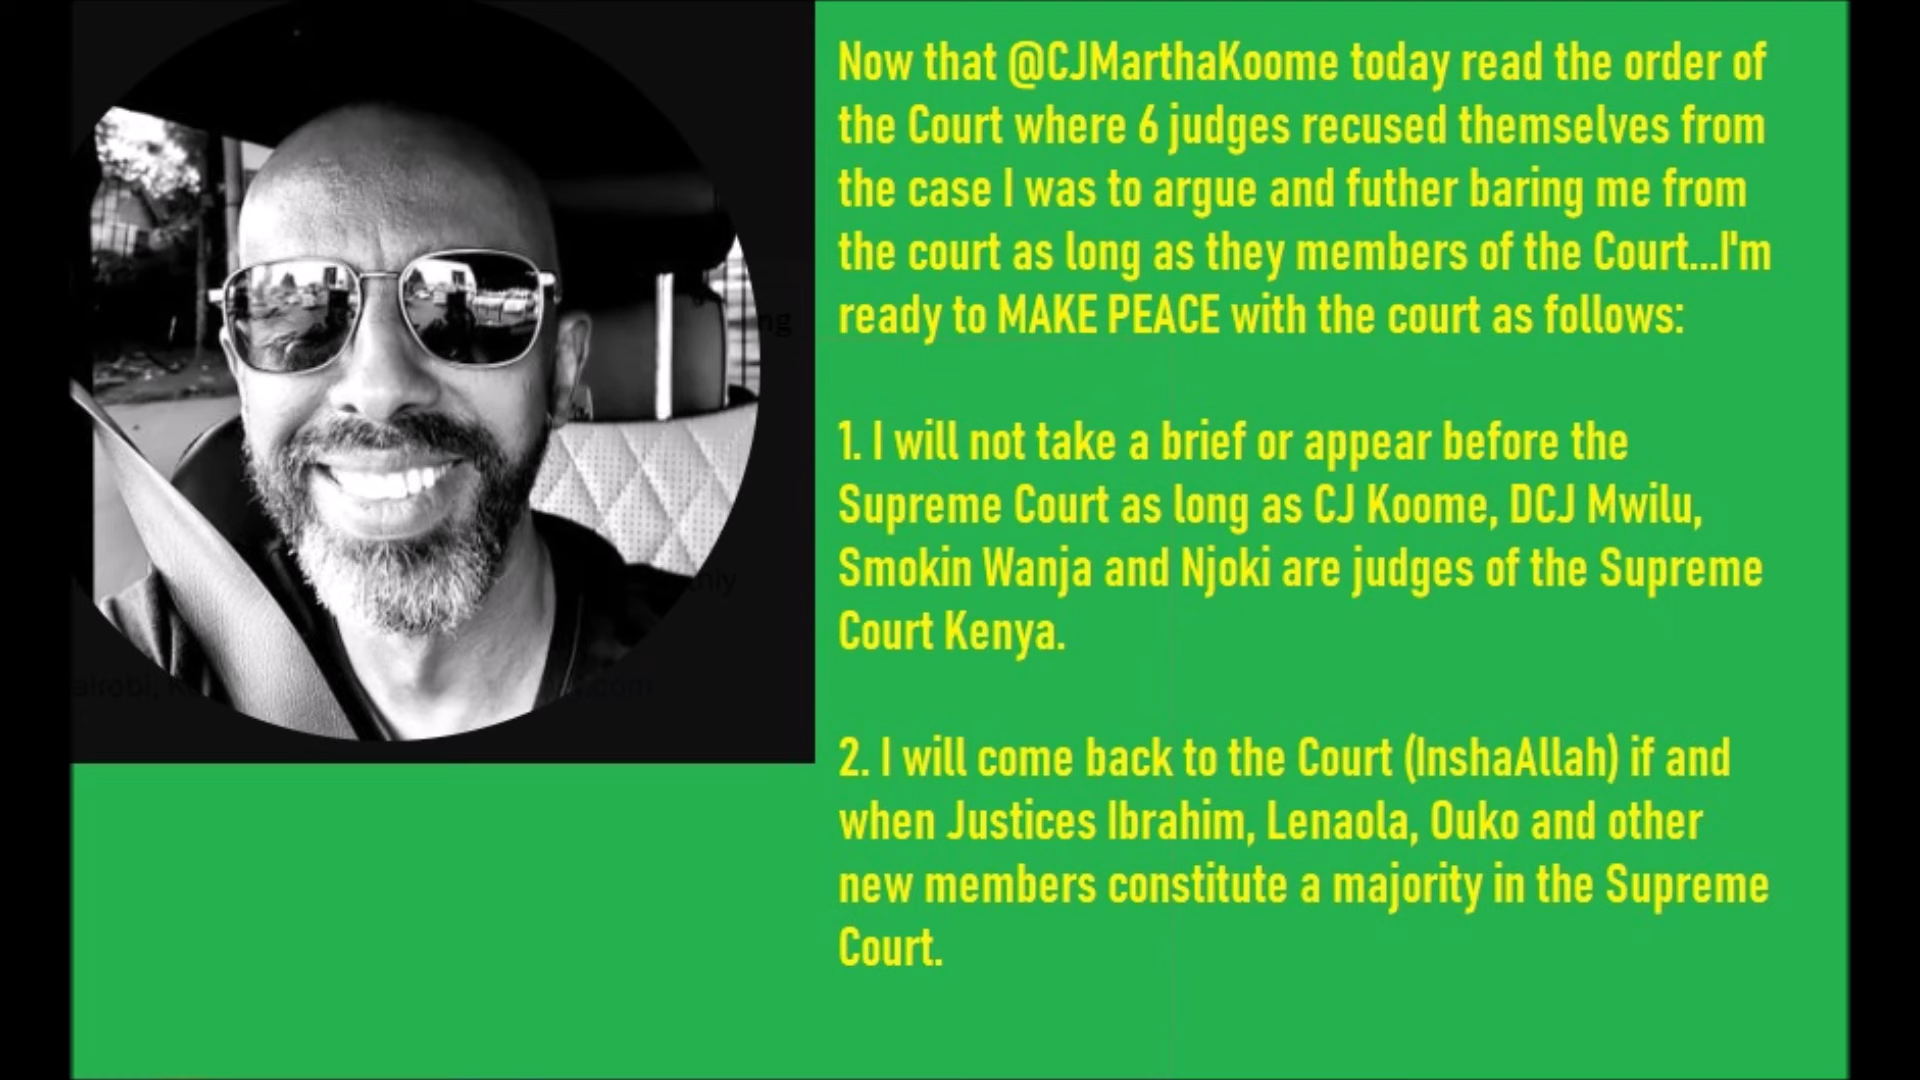 Now that @CJMarthaKoome today read the order of
the Court where 6 judges recused themselves from
the case I was to argue and futher baring me from
the court as long as they members of the Court...I'm
ready to MAKE PEACE with the court as follows:
1. I will not take a brief or appear before the
Supreme Court as long as CJ Koome, DCJ Mwilu,
Smokin Wanja and Njoki are judges of the Supreme
Court Kenya.
2. I will come back to the Court (InshaAllah) if and
when Justices Ibrahim, Lenaola, Ouko and other
new members constitute a majority in the Supreme
Court.